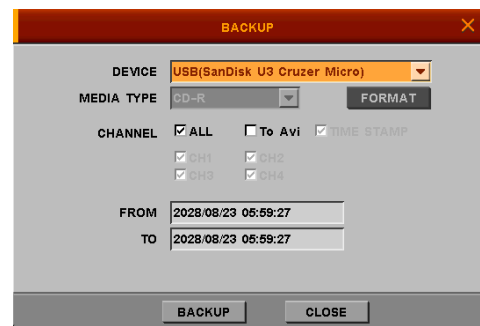 BACKUP
DEVICE USB(SanDisk U3 Cruzer Micro)
MEDIA TYPE CD-R FORMAT
CHANNEL ALL To Avi TIME STAMP
CH1 CH2
CH3 CH4
FROM 2028/08/23 05:59:27
TO 2028/08/23 05:59:27
BACKUP CLOSE